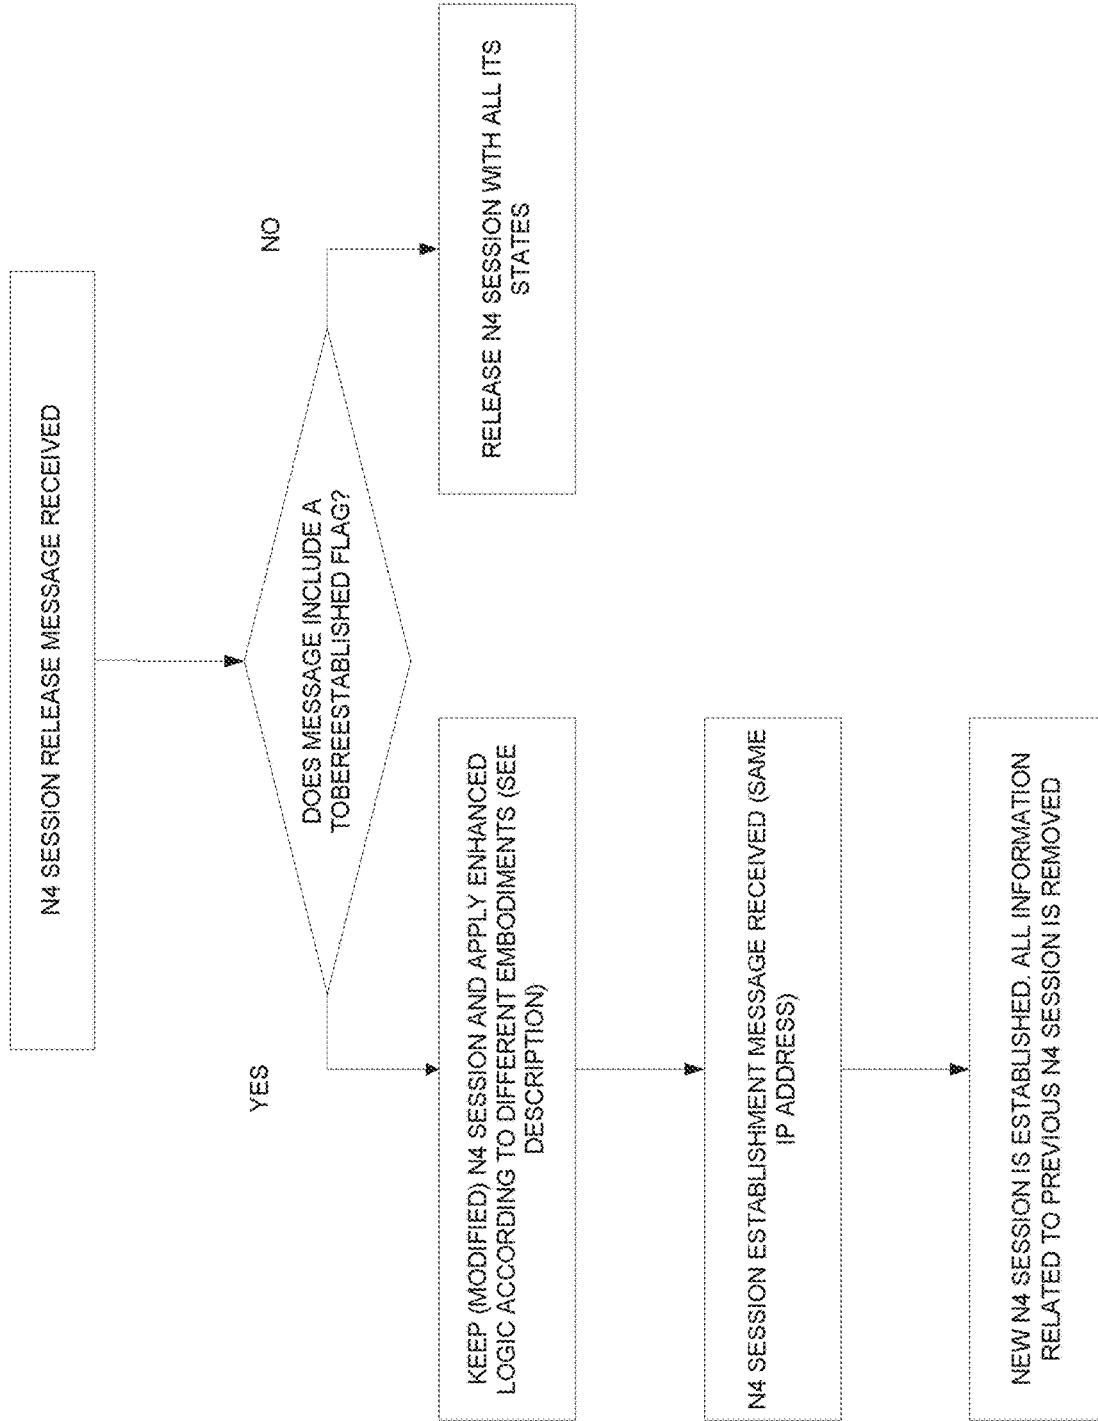 N4 SESSION RELEASE MESSAGE RECEIVED
DOES MESSAGE INCLUDE A
TOBEREESTABLISHED FLAG?
YES
NO
KEEP (MODIFIED) N4 SESSION AND APPLY ENHANCED
LOGIC ACCORDING TO DIFFERENT EMBODIMENTS (SEE
DESCRIPTION)
RELEASE N4 SESSION WITH ALL ITS
STATES
N4 SESSION ESTABLISHMENT MESSAGE RECEIVED (SAME
IP ADDRESS)
NEW N4 SESSION IS ESTABLISHED. ALL INFORMATION
RELATED TO PREVIOUS N4 SESSION IS REMOVED